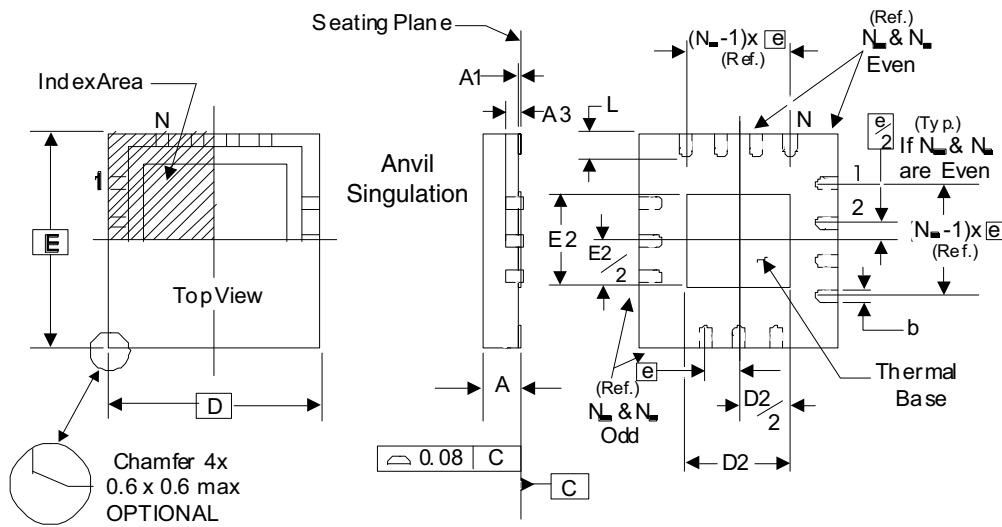 Seating Plane
A1
A3
Index Area
N
1
E
Top View
D
Chamfer 4x
0.6 x 0.6 max
OPTIONAL
Anvil
Singulation
A
0.08 C
C
(Ref.)
N & N
Even
(N -1)x e
(Ref.)
L
N
e/2
(Typ.)
If N & N
are Even
1
2
(N -1)x e
(Ref.)
E2
E2/2
b
e
(Ref.)
N & N
Odd
D2/2
D2
Thermal
Base